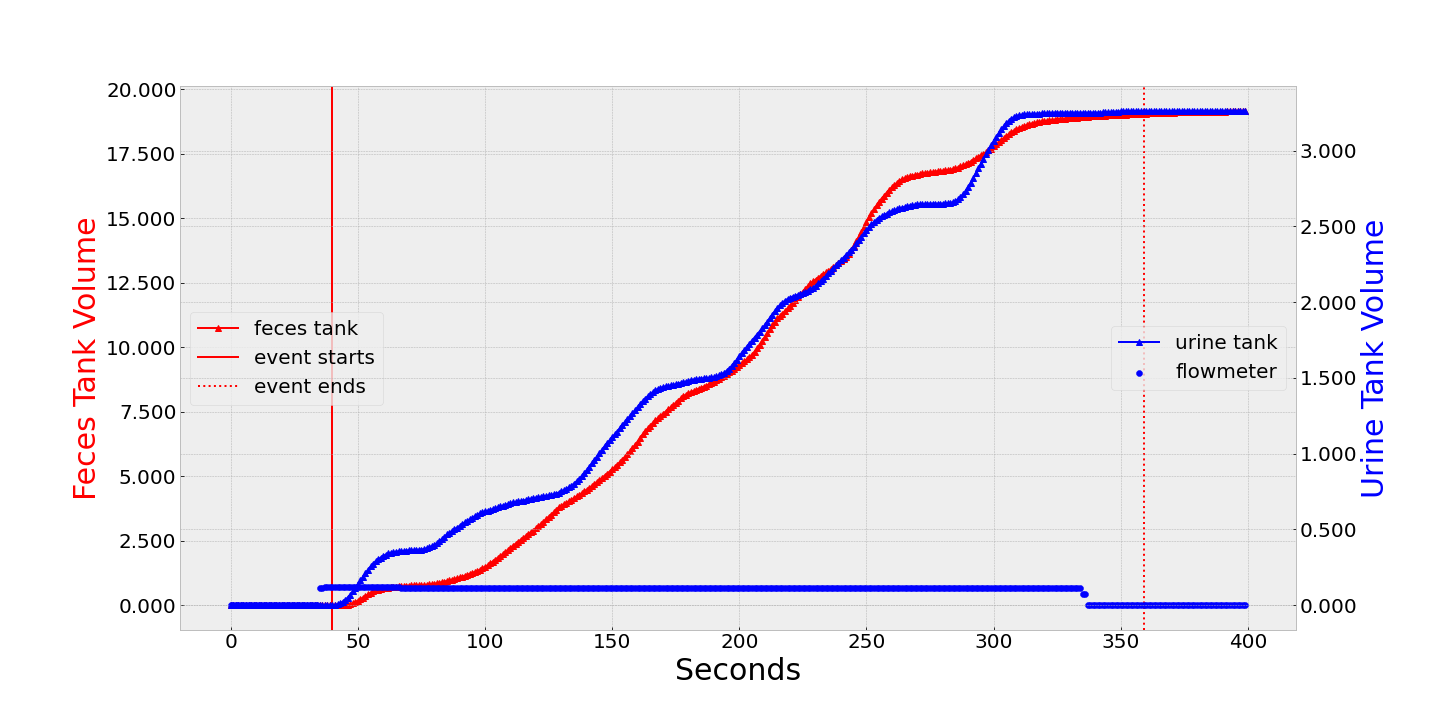 20.000
17.500
15.000
12.500
10.000
7.500
5.000
2.500
0.000
Feces Tank Volume
feces tank
event starts
event ends
urine tank
flowmeter
3.000
2.500
2.000
1.500
1.000
0.500
0.000
Urine Tank Volume
0 50 100 150 200 250 300 350 400
Seconds